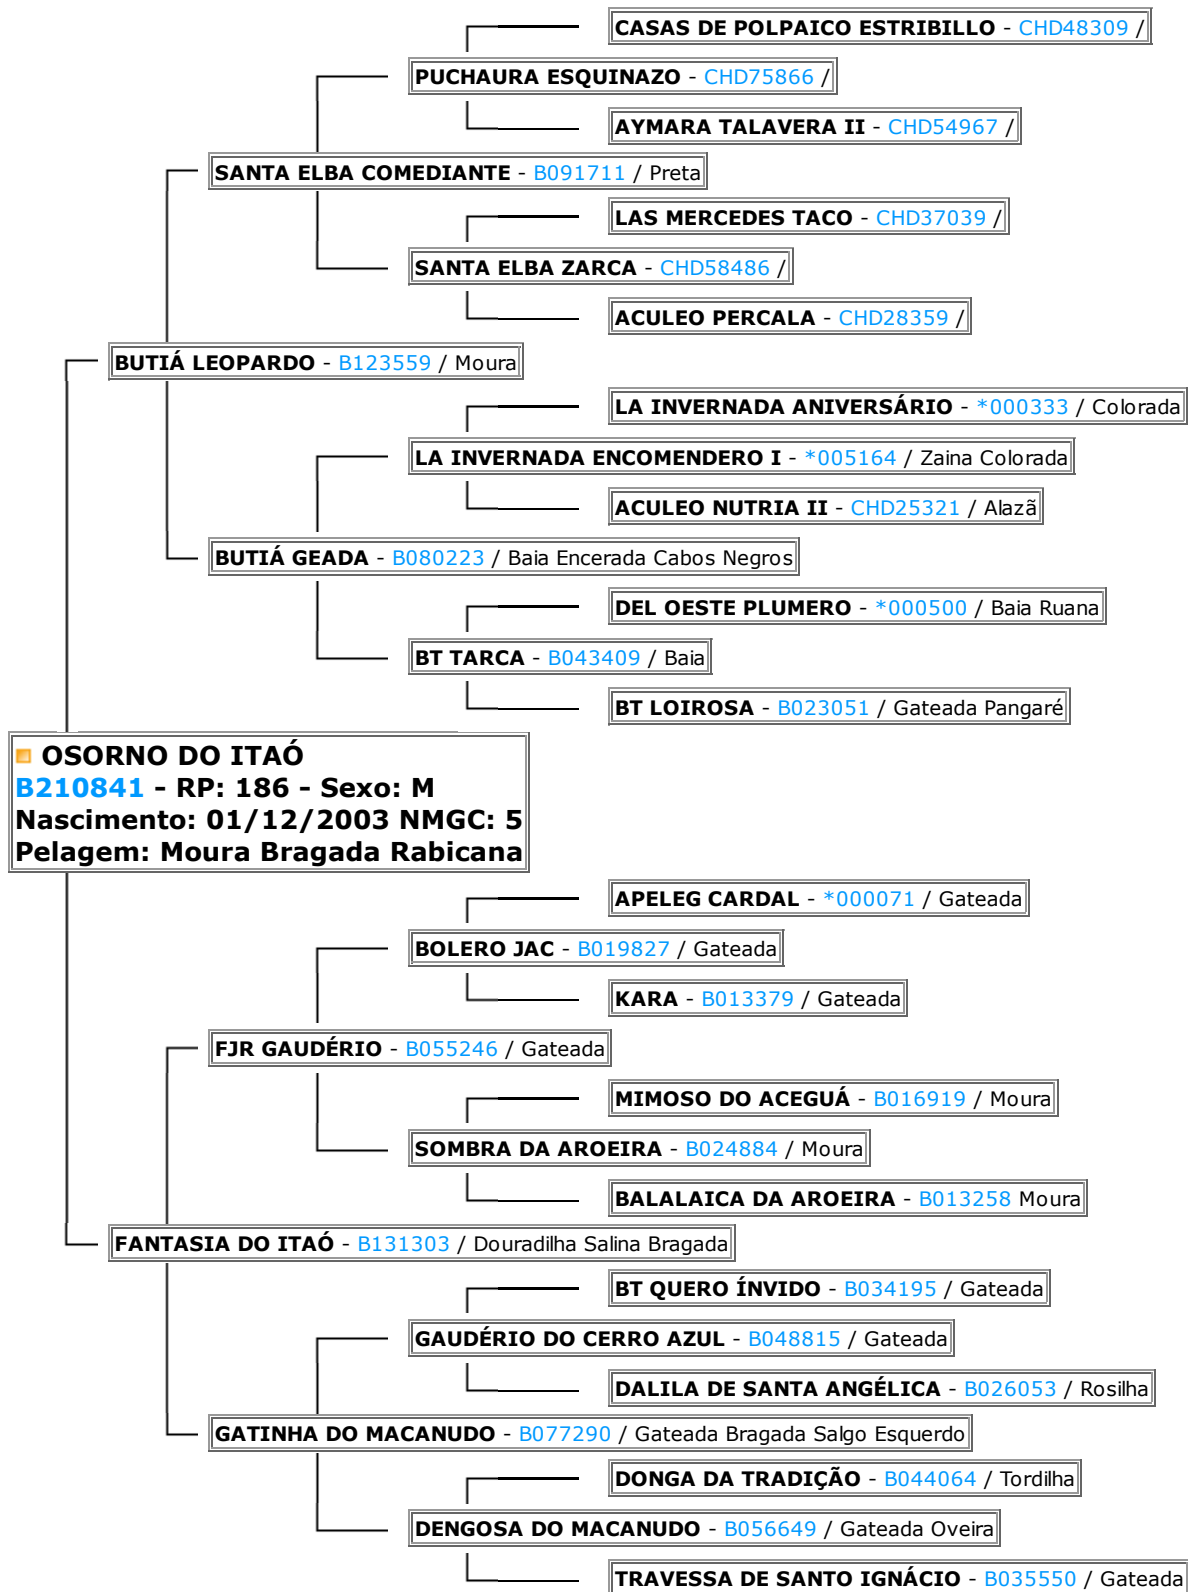 CASAS DE POLPAICO ESTRIBILLO - CHD48309 /
PUCHAURA ESQUINAZO - CHD75866 /
AYMARA TALAVERA II - CHD54967 /
SANTA ELBA COMEDIANTE - B091711 / Preta
LAS MERCEDES TACO - CHD37039 /
SANTA ELBA ZARCA - CHD58486 /
ACULEO PERCALA - CHD28359 /
BUTIÁ LEOPARDO - B123559 / Moura
LA INVERNADA ANIVERSÁRIO - *000333 / Colorada
LA INVERNADA ENCOMENDERO I - *005164 / Zaina Colorada
ACULEO NUTRIA II - CHD25321 / Alazã
BUTIÁ GEADA - B080223 / Baia Encerada Cabos Negros
DEL OESTE PLUMERO - *000500 / Baia Ruana
BT TARCA - B043409 / Baia
BT LOIROSA - B023051 / Gateada Pangaré
OSORNO DO ITAÓ
B210841 - RP: 186 - Sexo: M
Nascimento: 01/12/2003 NMGC: 5
Pelagem: Moura Bragada Rabicana
APELEG CARDAL - *000071 / Gateada
BOLERO JAC - B019827 / Gateada
KARA - B013379 / Gateada
FJR GAUDÉRIO - B055246 / Gateada
MIMOSO DO ACEGUÁ - B016919 / Moura
SOMBRA DA AROEIRA - B024884 / Moura
BALALAICA DA AROEIRA - B013258 Moura
FANTASIA DO ITAÓ - B131303 / Douradilha Salina Bragada
BT QUERO ÍNVIDO - B034195 / Gateada
GAUDÉRIO DO CERRO AZUL - B048815 / Gateada
DALILA DE SANTA ANGÉLICA - B026053 / Rosilha
GATINHA DO MACANUDO - B077290 / Gateada Bragada Salgo Esquerdo
DONGA DA TRADIÇÃO - B044064 / Tordilha
DENGOSA DO MACANUDO - B056649 / Gateada Oveira
TRAVESSA DE SANTO IGNÁCIO - B035550 / Gateada